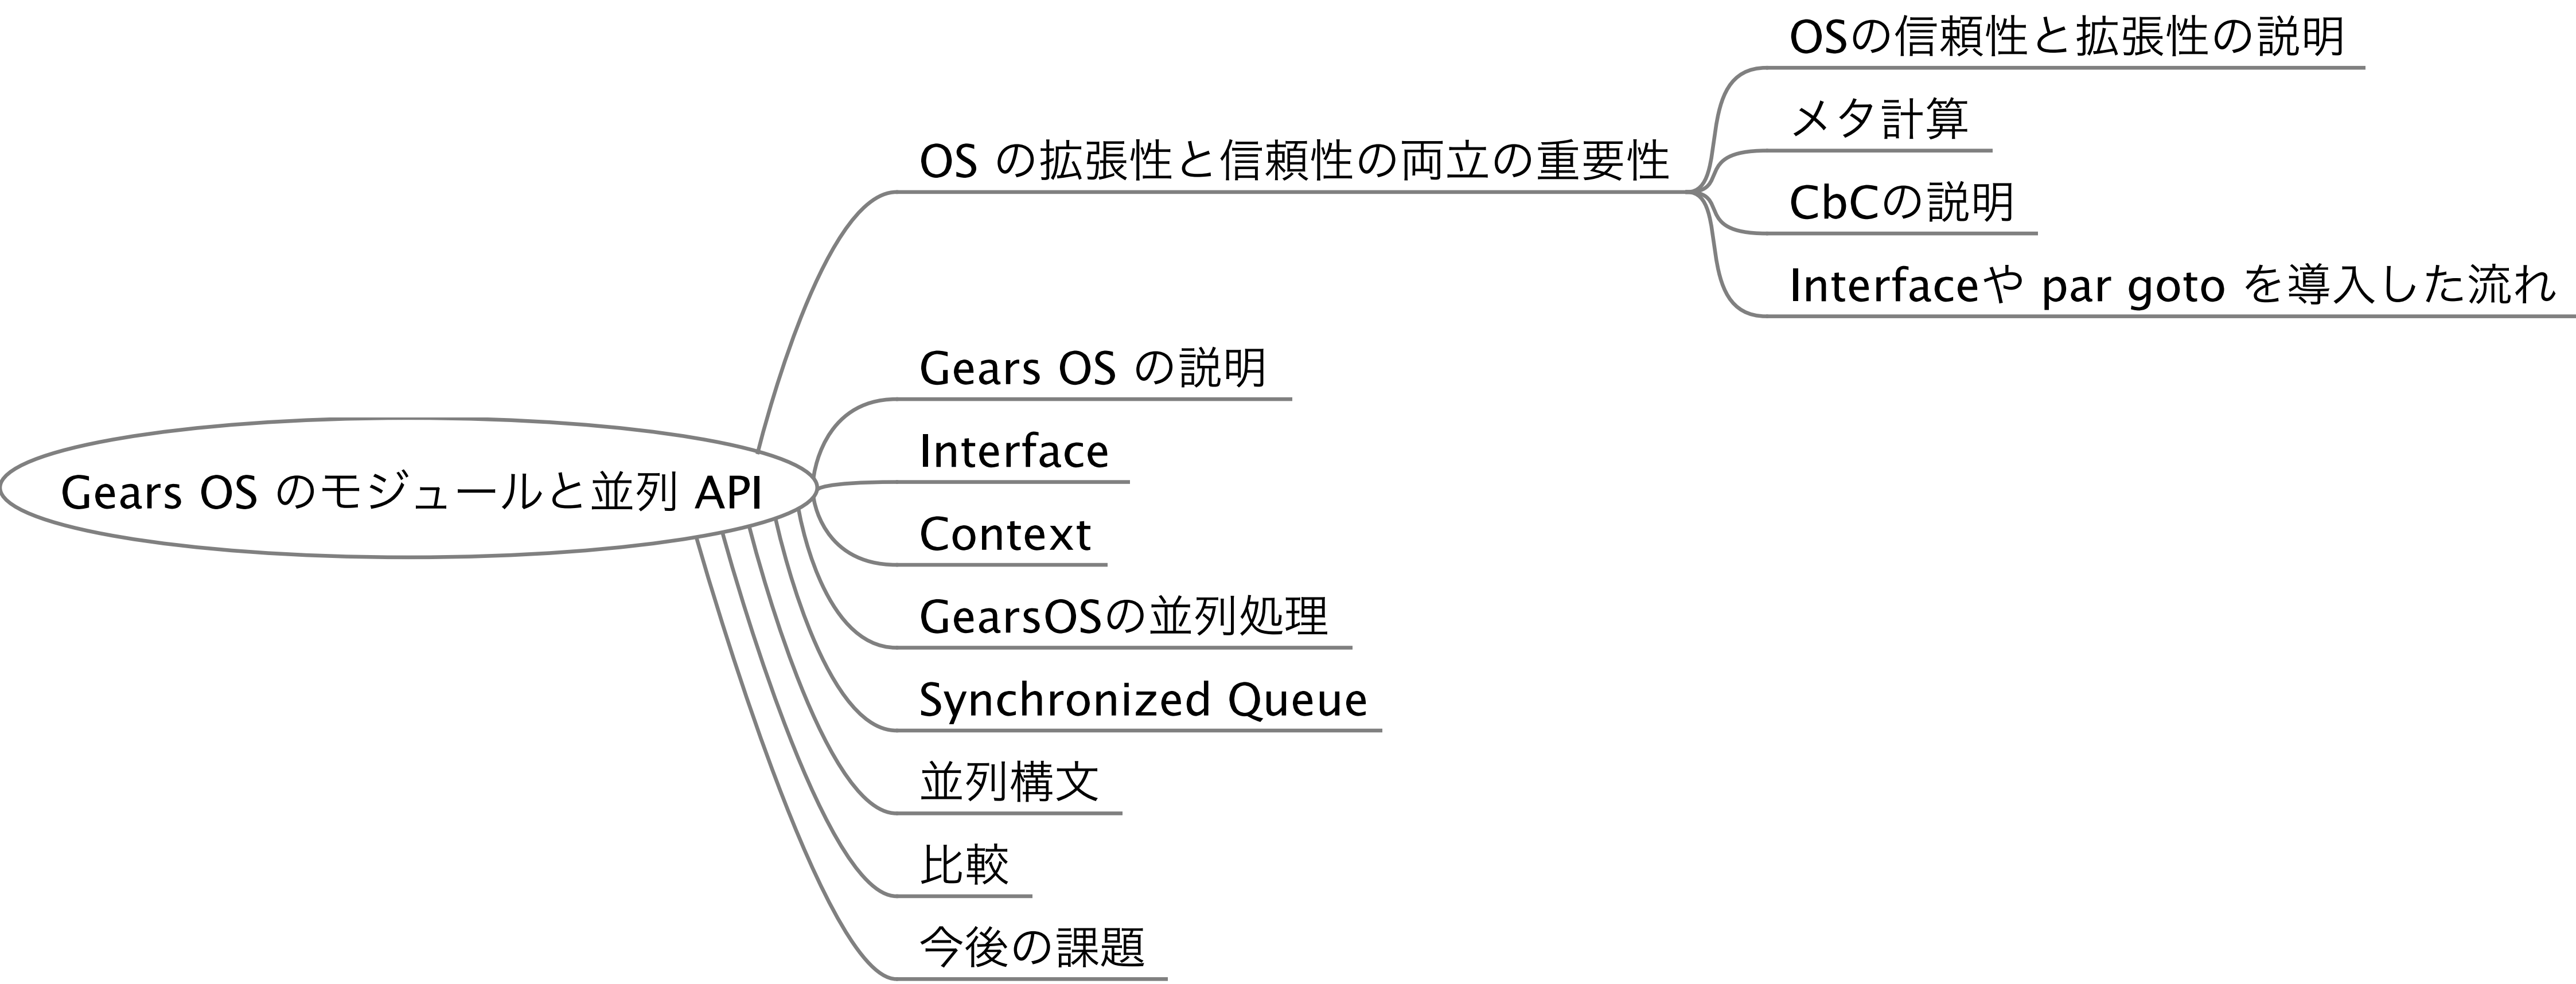 Gears OS のモジュールと並列 API
OS の拡張性と信頼性の両立の重要性
OSの信頼性と拡張性の説明
メタ計算
CbCの説明
Interfaceや par goto を導入した流れ
Gears OS の説明
Interface
Context
GearsOSの並列処理
Synchronized Queue
並列構文
比較
今後の課題